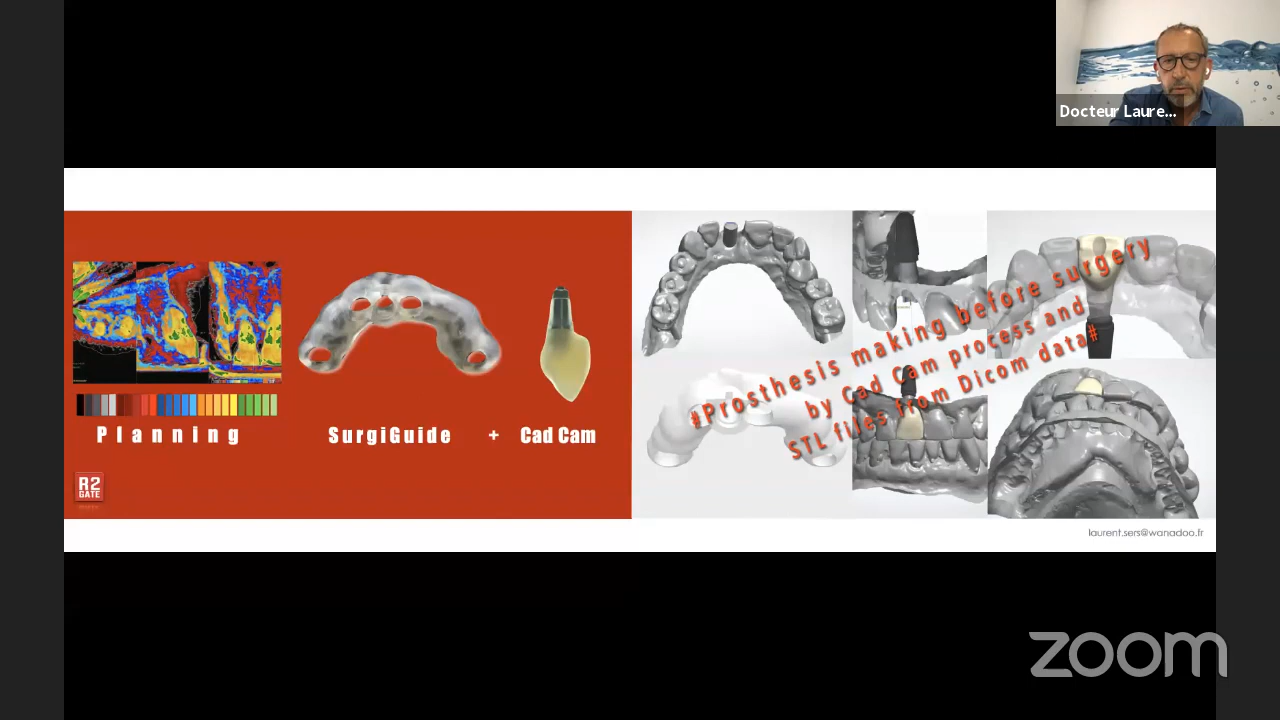 Docteur Laure...
#Prosthesis making before surgery
by Cad Cam process and
STL files from Dicom data#
Planning
SurgiGuide + Cad Cam
R2
GATE
laurent.sers@wanadoo.fr
zoom